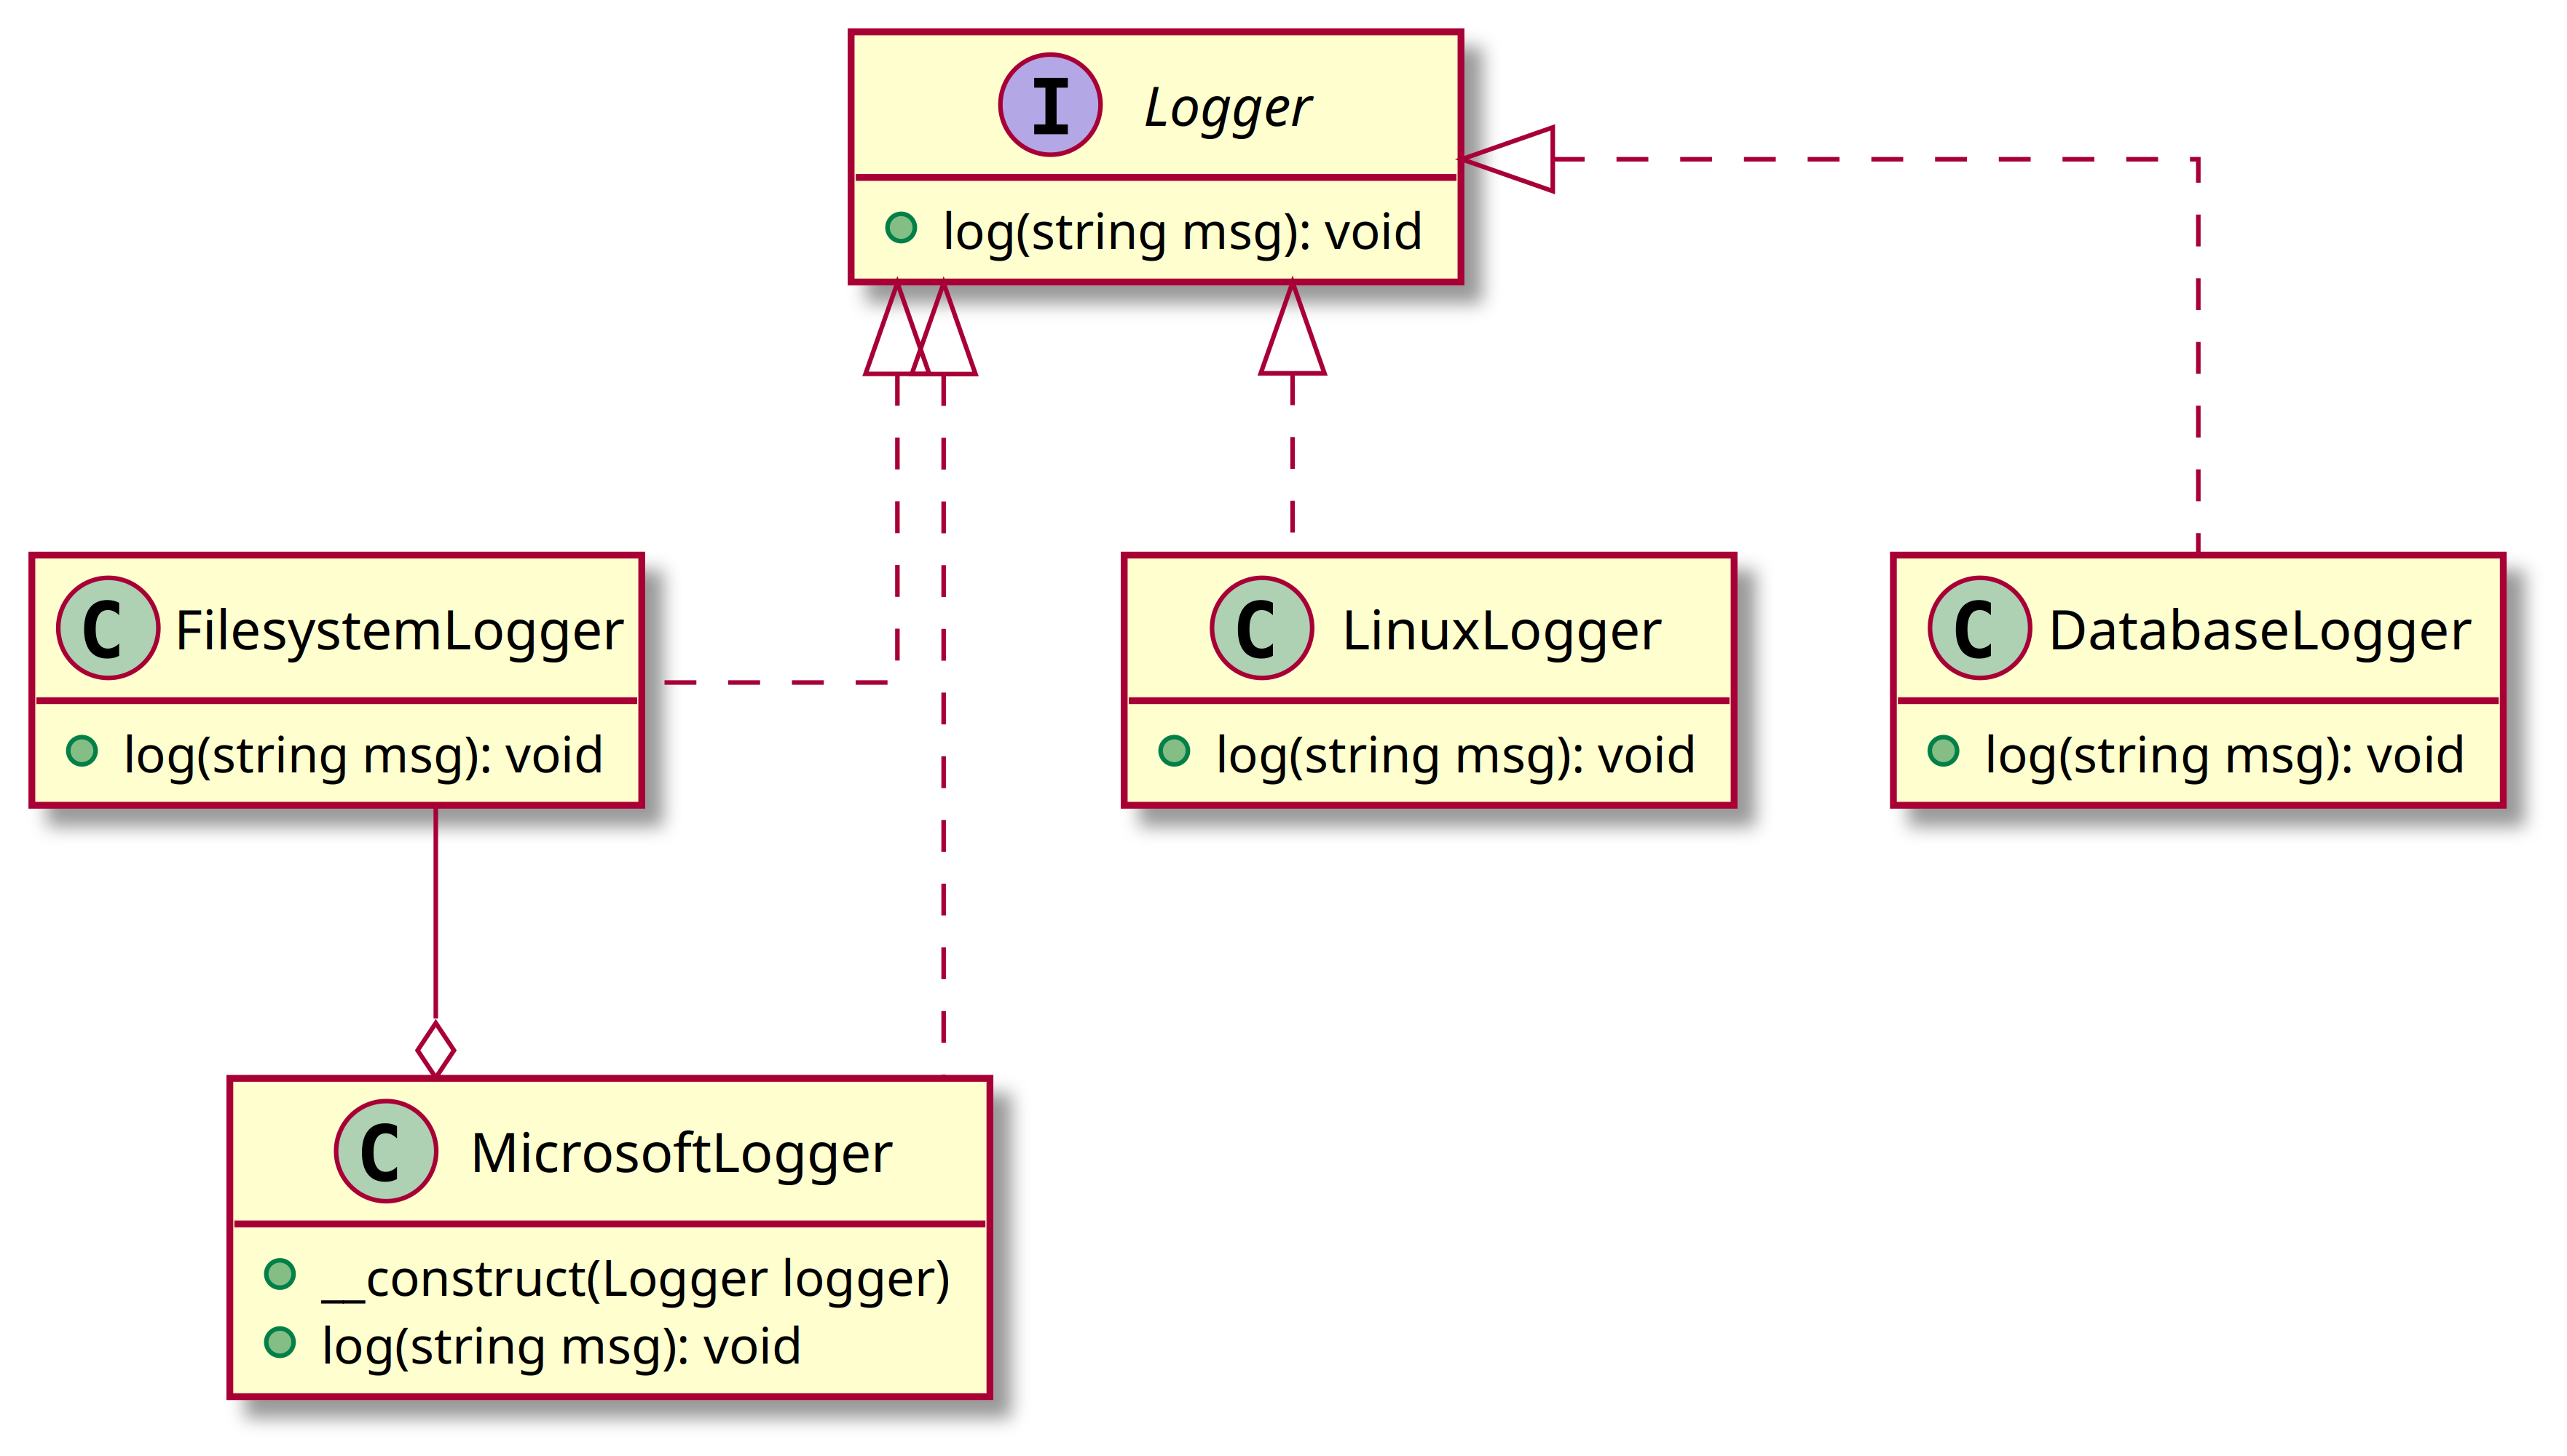 I Logger
log(string msg): void
C FilesystemLogger
log(string msg): void
C LinuxLogger
log(string msg): void
C DatabaseLogger
log(string msg): void
C MicrosoftLogger
__construct(Logger logger)
log(string msg): void